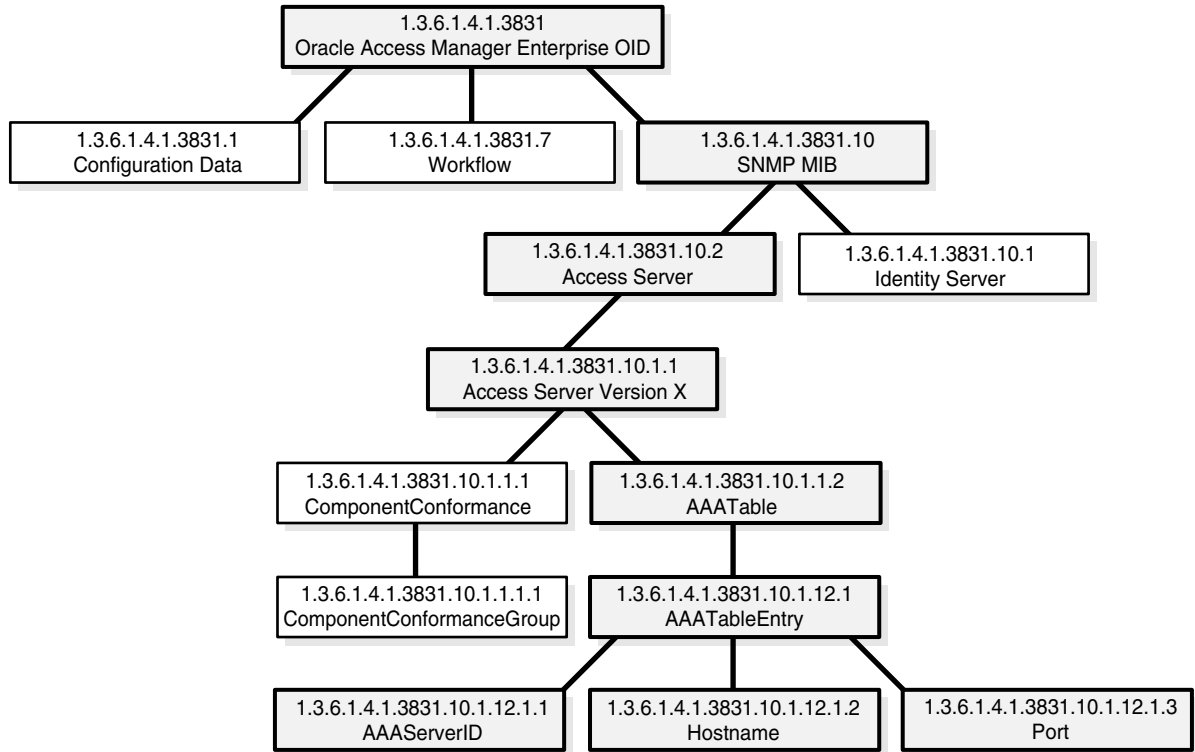 1.3.6.1.4.1.3831
Oracle Access Manager Enterprise OID
1.3.6.1.4.1.3831.1
Configuration Data
1.3.6.1.4.1.3831.7
Workflow
1.3.6.1.4.1.3831.10
SNMP MIB
1.3.6.1.4.1.3831.10.2
Access Server
1.3.6.1.4.1.3831.10.1
Identity Server
1.3.6.1.4.1.3831.10.1.1
Access Server Version X
1.3.6.1.4.1.3831.10.1.1.1
ComponentConformance
1.3.6.1.4.1.3831.10.1.1.2
AAATable
1.3.6.1.4.1.3831.10.1.1.1.1
ComponentConformanceGroup
1.3.6.1.4.1.3831.10.1.12.1
AAATableEntry
1.3.6.1.4.1.3831.10.1.12.1.1
AAAServerID
1.3.6.1.4.1.3831.10.1.12.1.2
Hostname
1.3.6.1.4.1.3831.10.1.12.1.3
Port